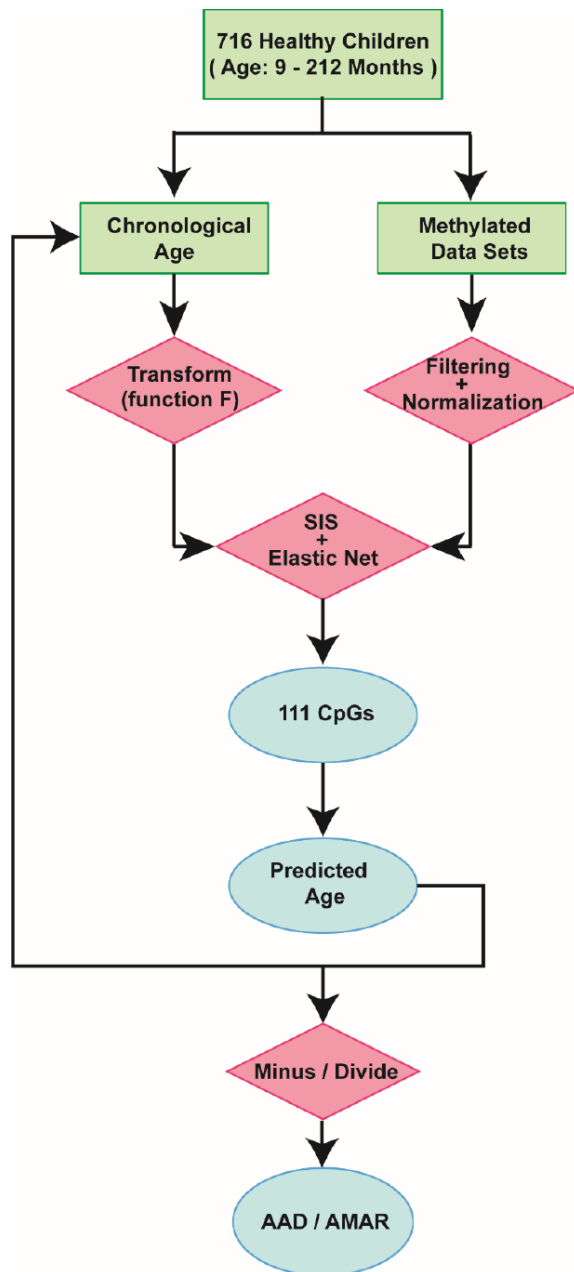 716 Healthy Children
( Age: 9 - 212 Months )
Chronological
Age
Methylated
Data Sets
Transform
(function F)
Filtering
+
Normalization
SIS
+
Elastic Net
111 CpGs
Predicted
Age
Minus / Divide
AAD / AMAR